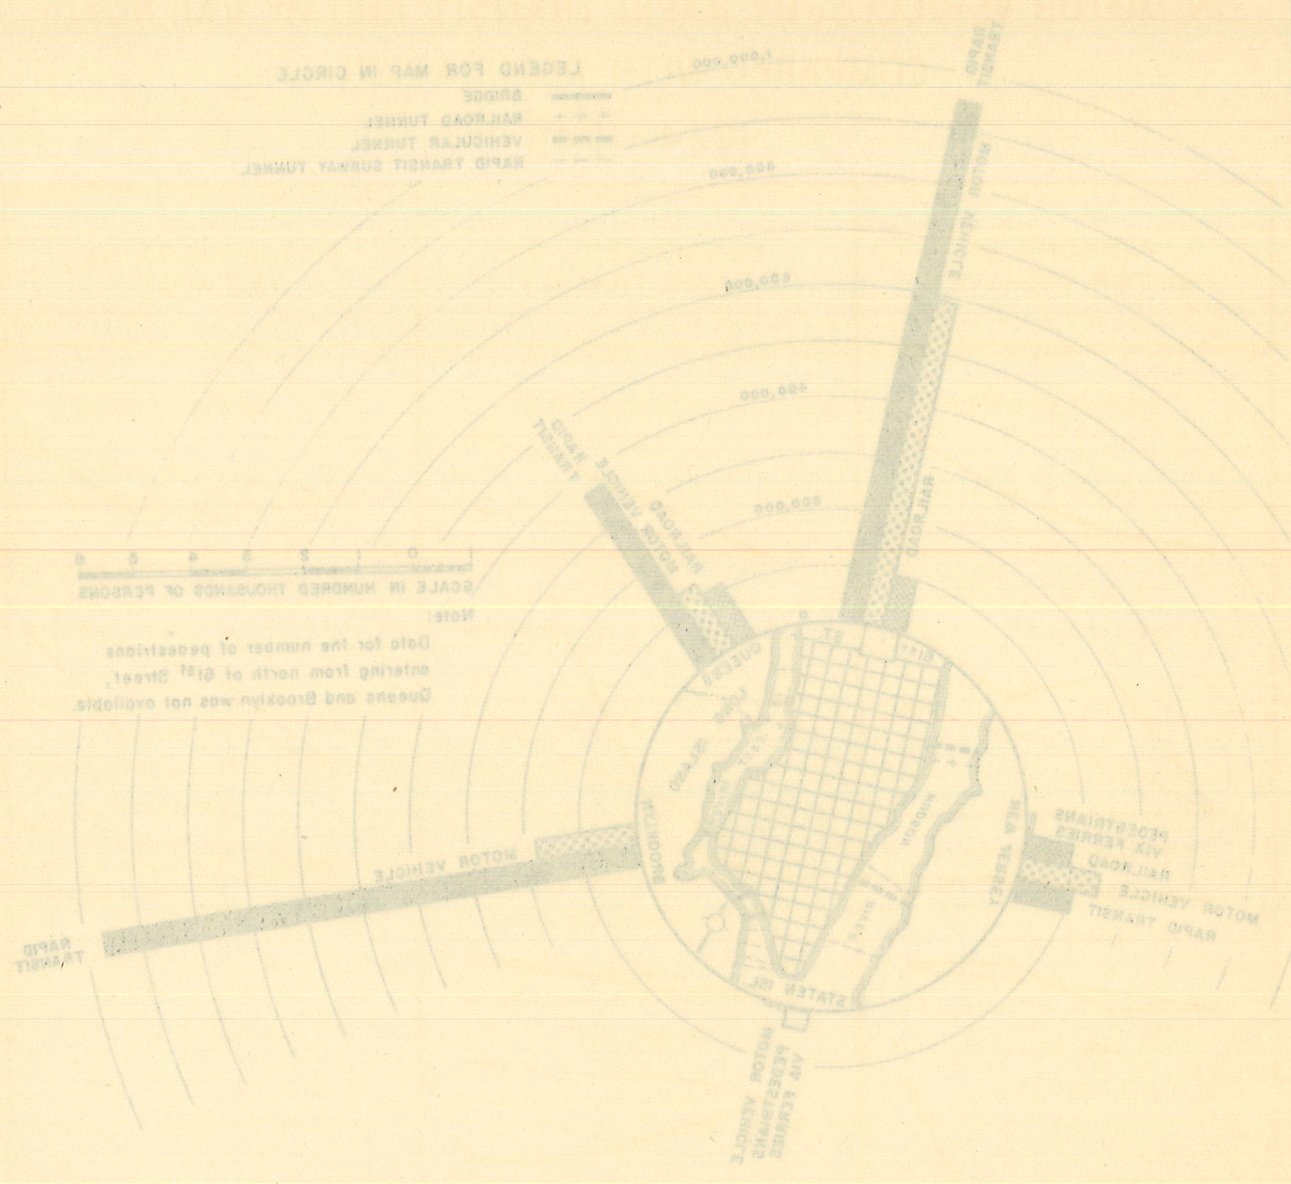 LEGEND FOR MAP IN CIRCLE
BRIDGE
RAILROAD TUNNEL
VEHICULAR TUNNEL
RAPID TRANSIT SUBWAY TUNNEL
1,000,000
800,000
600,000
400,000
200,000
RAPID
TRANSIT
MOTOR VEHICLE
RAILROAD
RAPID
TRANSIT
MOTOR VEHICLE
RAILROAD
1 0 1 2 3 4 5 6
SCALE IN HUNDRED THOUSANDS OF PERSONS
Note:
Data for the number of pedestrians
entering from north of 61st Street,
Queens and Brooklyn was not available.
61ST
ST.
QUEENS
LONG
ISLAND
HUDSON
RIVER
NEW JERSEY
BROOKLYN
STATEN ISL
PEDESTRIANS
VIA FERRIES
RAILROAD
MOTOR VEHICLE
RAPID TRANSIT
MOTOR VEHICLE
RAPID
TRANSIT
VIA FERRIES
PEDESTRIANS
MOTOR VEHICLE